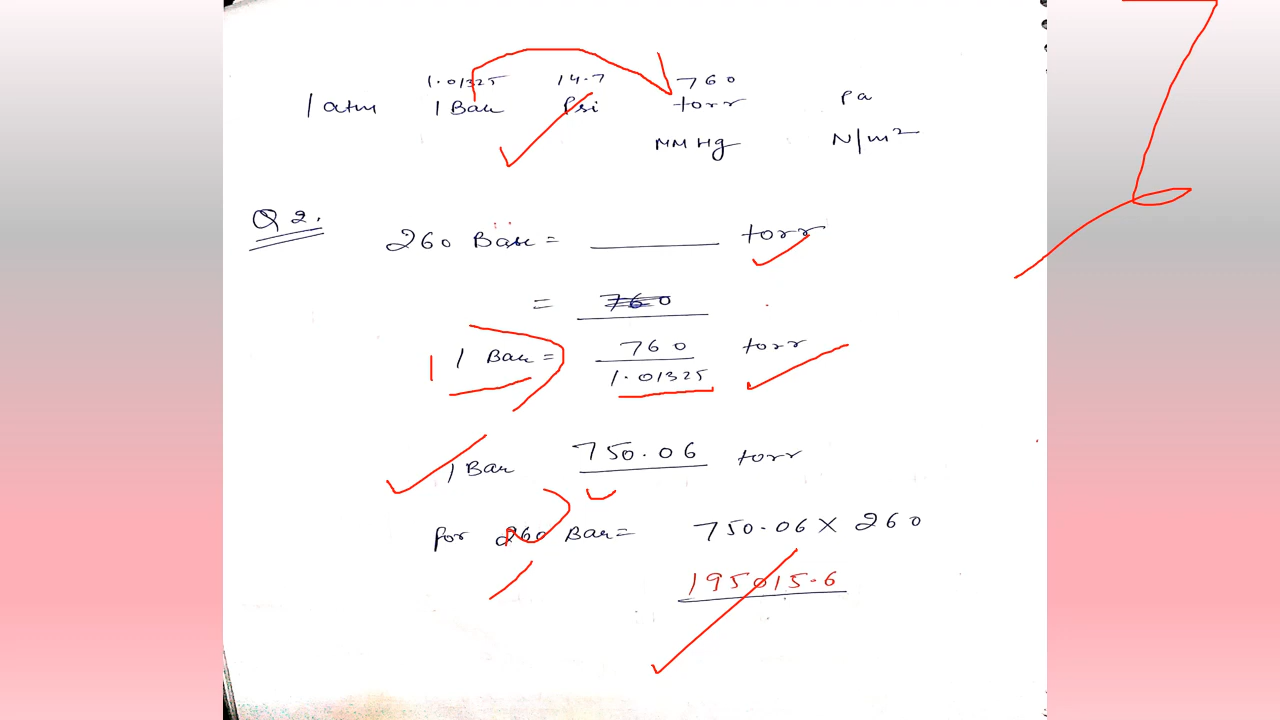 1.01325 14.7 760
1 atm 1 Bar Psi torr Pa
MM Hg N/m²
Q 2.
260 Bar = ______ torr
= 760
1 Bar = 760/1.01325 torr
1 Bar 750.06 torr
for 260 Bar = 750.06 × 260
195015.6